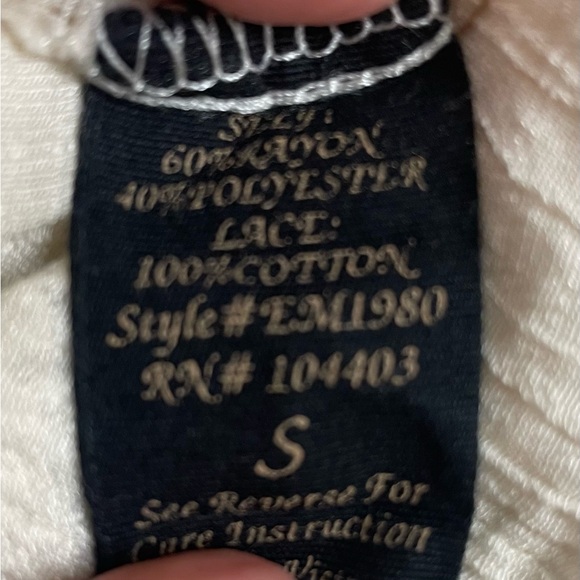 60% RAYON
40% POLYESTER
LACE:
100% COTTON
Style# EM1980
RN# 104403
S
See Reverse For
Care Instruction